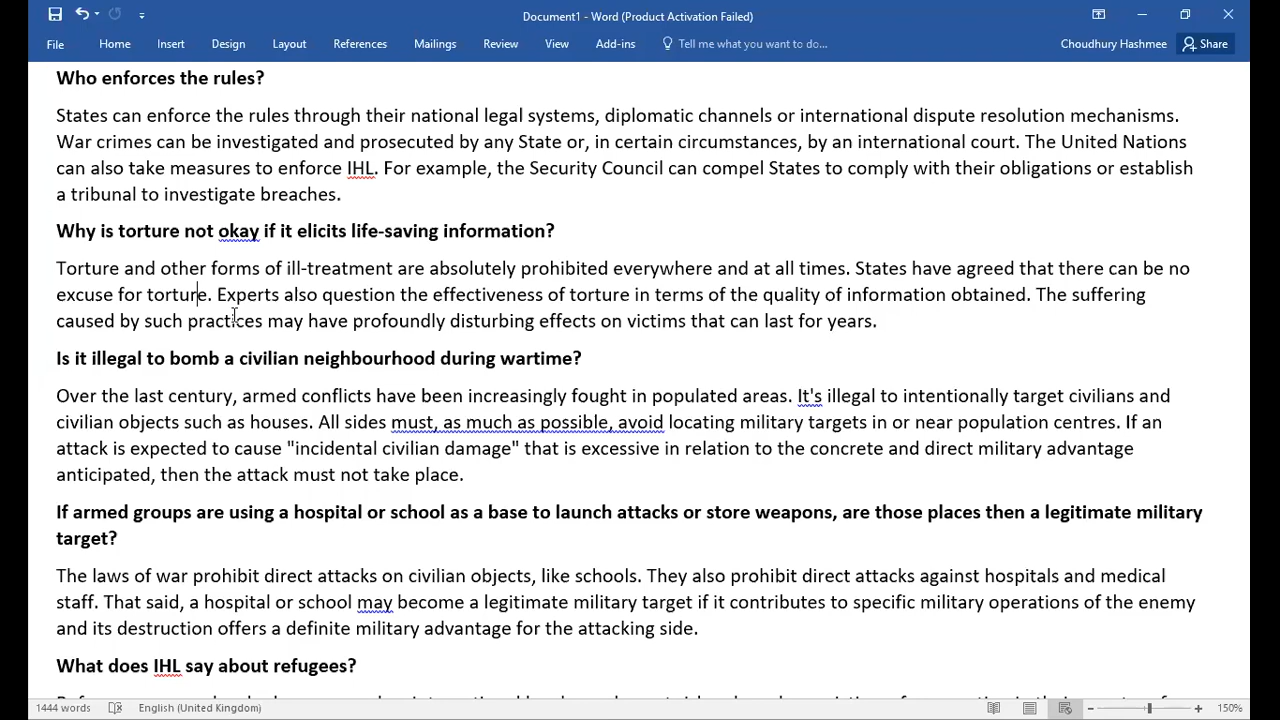 Document1 - Word (Product Activation Failed)
File Home Insert Design Layout References Mailings Review View Add-ins Tell me what you want to do... Choudhury Hashmee Share
Who enforces the rules?
States can enforce the rules through their national legal systems, diplomatic channels or international dispute resolution mechanisms.
War crimes can be investigated and prosecuted by any State or, in certain circumstances, by an international court. The United Nations
can also take measures to enforce IHL. For example, the Security Council can compel States to comply with their obligations or establish
a tribunal to investigate breaches.
Why is torture not okay if it elicits life-saving information?
Torture and other forms of ill-treatment are absolutely prohibited everywhere and at all times. States have agreed that there can be no
excuse for torture. Experts also question the effectiveness of torture in terms of the quality of information obtained. The suffering
caused by such practices may have profoundly disturbing effects on victims that can last for years.
Is it illegal to bomb a civilian neighbourhood during wartime?
Over the last century, armed conflicts have been increasingly fought in populated areas. It's illegal to intentionally target civilians and
civilian objects such as houses. All sides must, as much as possible, avoid locating military targets in or near population centres. If an
attack is expected to cause "incidental civilian damage" that is excessive in relation to the concrete and direct military advantage
anticipated, then the attack must not take place.
If armed groups are using a hospital or school as a base to launch attacks or store weapons, are those places then a legitimate military
target?
The laws of war prohibit direct attacks on civilian objects, like schools. They also prohibit direct attacks against hospitals and medical
staff. That said, a hospital or school may become a legitimate military target if it contributes to specific military operations of the enemy
and its destruction offers a definite military advantage for the attacking side.
What does IHL say about refugees?
1444 words English (United Kingdom) 150%